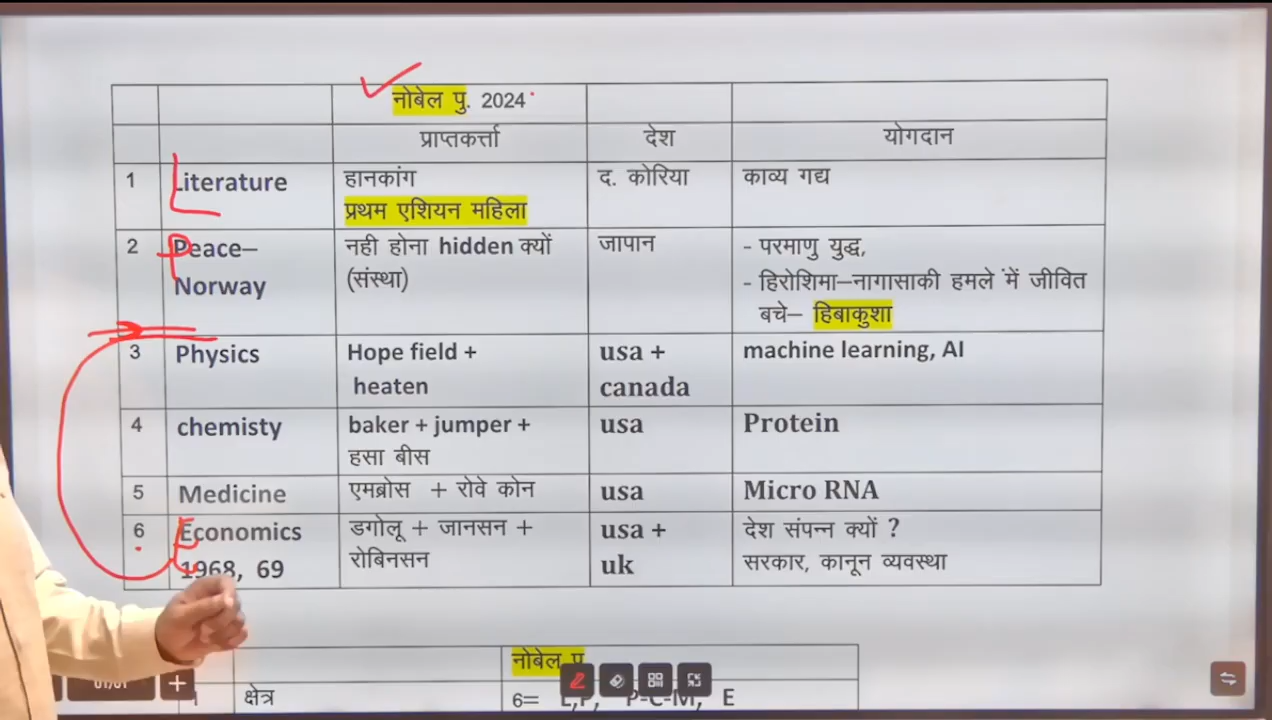 नोबेल पु. 2024
प्राप्तकर्त्ता देश योगदान
1 Literature हानकांग द. कोरिया काव्य गद्य
प्रथम एशियन महिला
2 Peace– नही होना hidden क्यों जापान - परमाणु युद्ध,
Norway (संस्था) - हिरोशिमा–नागासाकी हमले में जीवित
बचे– हिबाकुशा
3 Physics Hope field + usa + machine learning, AI
heaten canada
4 chemisty baker + jumper + usa Protein
हसा बीस
5 Medicine एमब्रोस + रोवे कोन usa Micro RNA
6 Economics डगोलू + जानसन + usa + देश संपन्न क्यों ?
1968, 69 रोबिनसन uk सरकार, कानून व्यवस्था
नोबेल पु
1 क्षेत्र 6= L,P, P-C-M, E